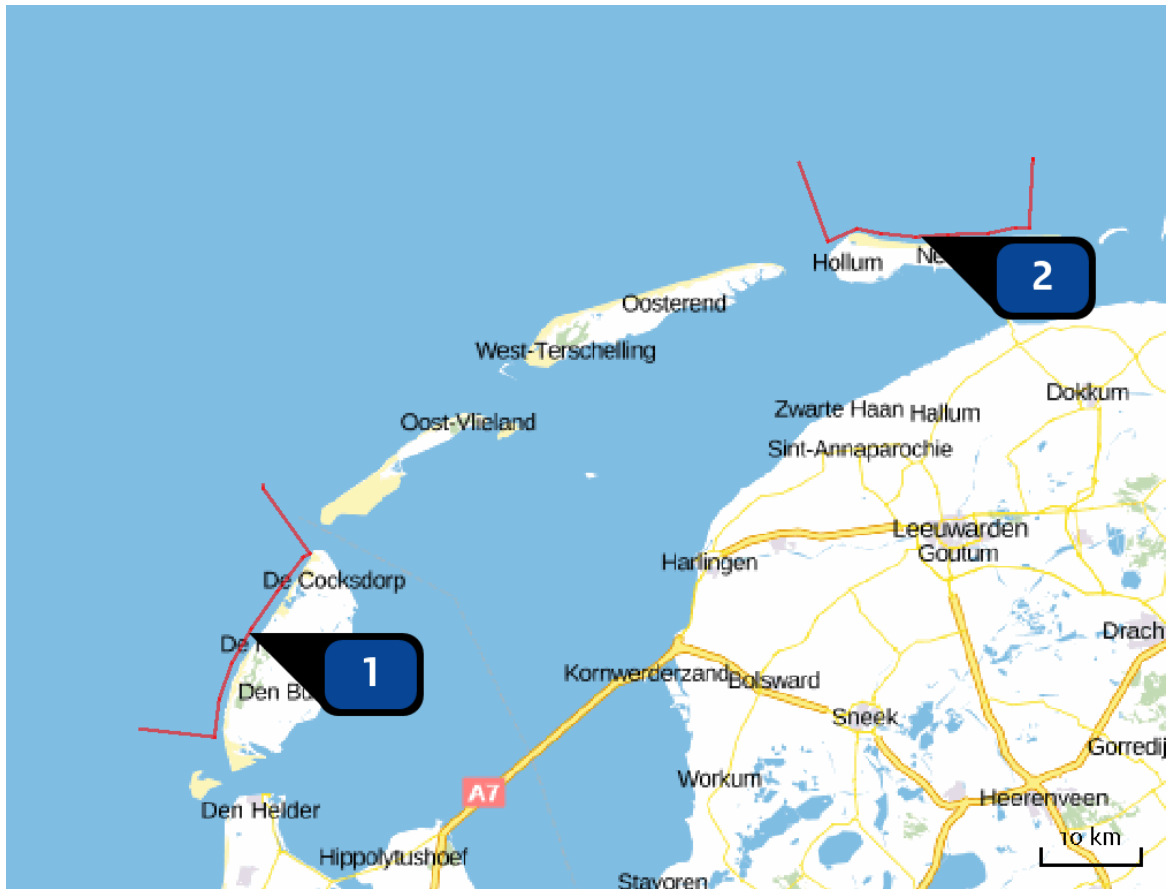 Hollum
2
Oosterend
West-Terschelling
Dokkum
Zwarte Haan
Hallum
Oost-Vlieland
Sint-Annaparochie
Leeuwarden
Goutum
Harlingen
De Cocksdorp
Drach
De
1
Kornwerderzand
Bolsward
Den Bu
Sneek
Gorredij
A7
Workum
Den Helder
Heerenveen
10 km
Hippolytushoef
Stavoren